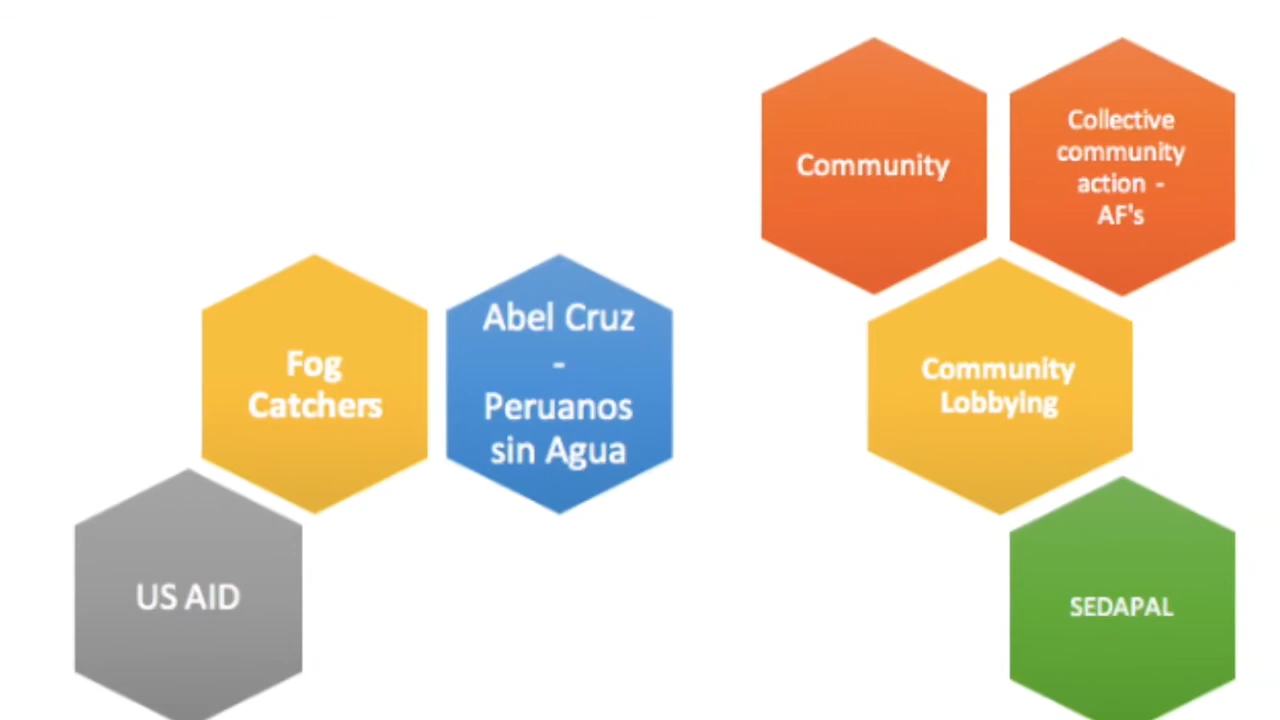 Community
Collective
community
action -
AF's
Fog
Catchers
Abel Cruz
-
Peruanos
sin Agua
Community
Lobbying
US AID
SEDAPAL